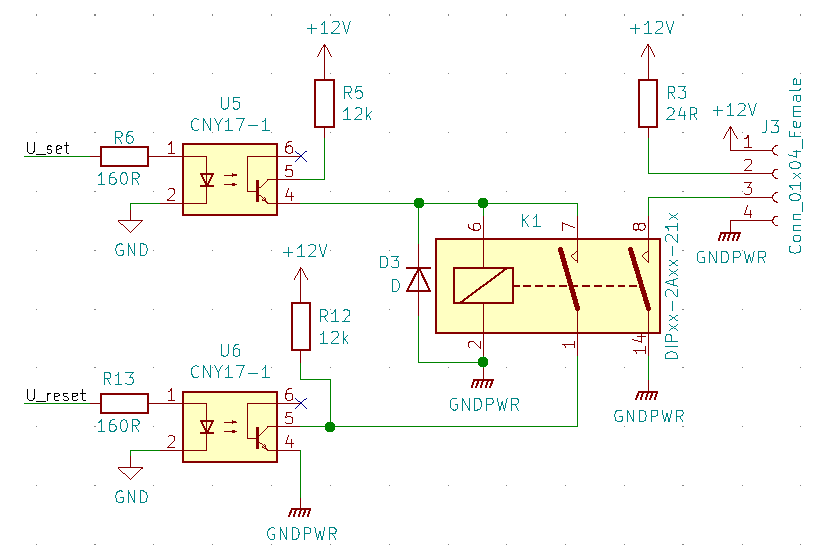 +12V
+12V
U5
CNY17-1
R5
12k
R3
24R
+12V
J3
Conn_01x04_Female
U_set
R6
160R
1
2
6
5
4
1
2
3
4
GND
GNDPWR
K1
6
7
8
D3
D
DIPxx-2Axx-21x
2
1
14
+12V
R12
12k
GNDPWR
GNDPWR
U6
CNY17-1
U_reset
R13
160R
1
2
6
5
4
GND
GNDPWR